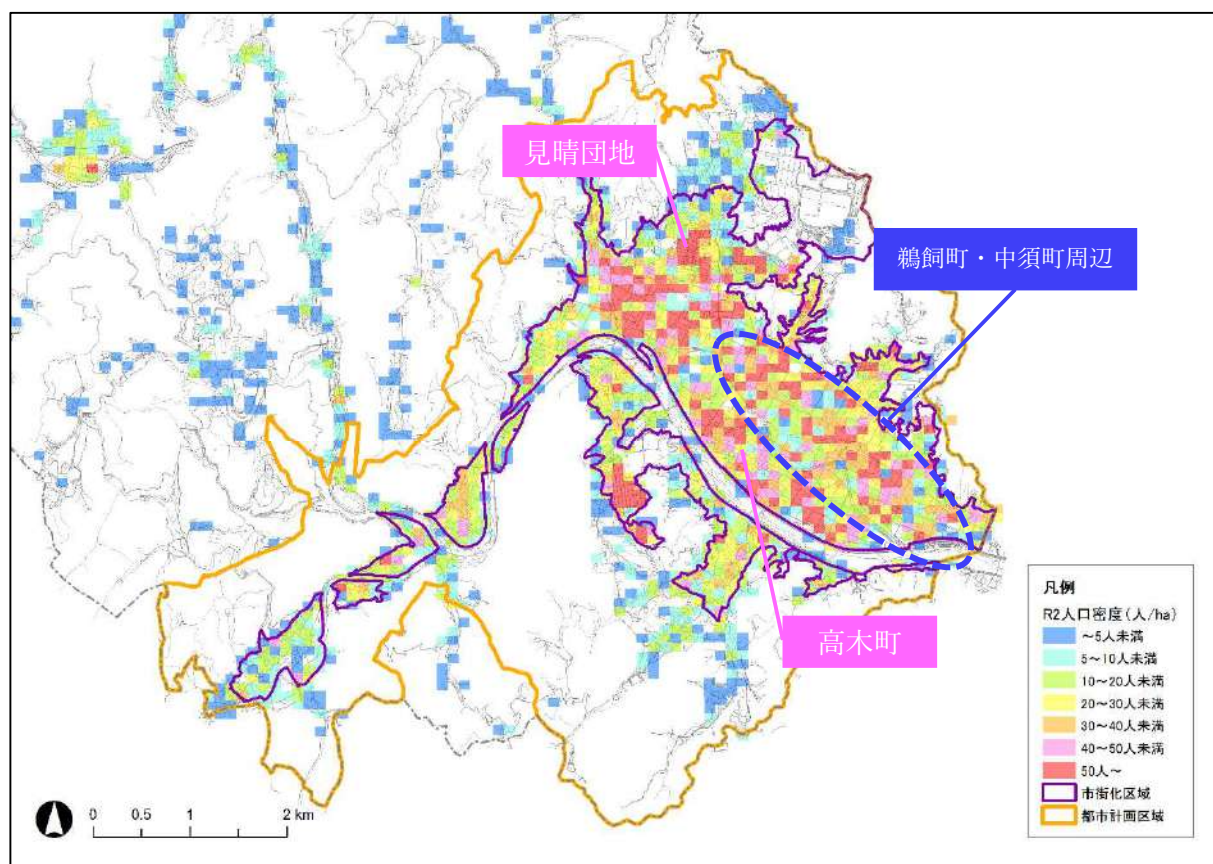 見晴団地
鵜飼町・中須町周辺
高木町
凡例
R2人口密度(人/ha)
～5人未満
5～10人未満
10～20人未満
20～30人未満
30～40人未満
40～50人未満
50人～
市街化区域
都市計画区域
0 0.5 1 2 km